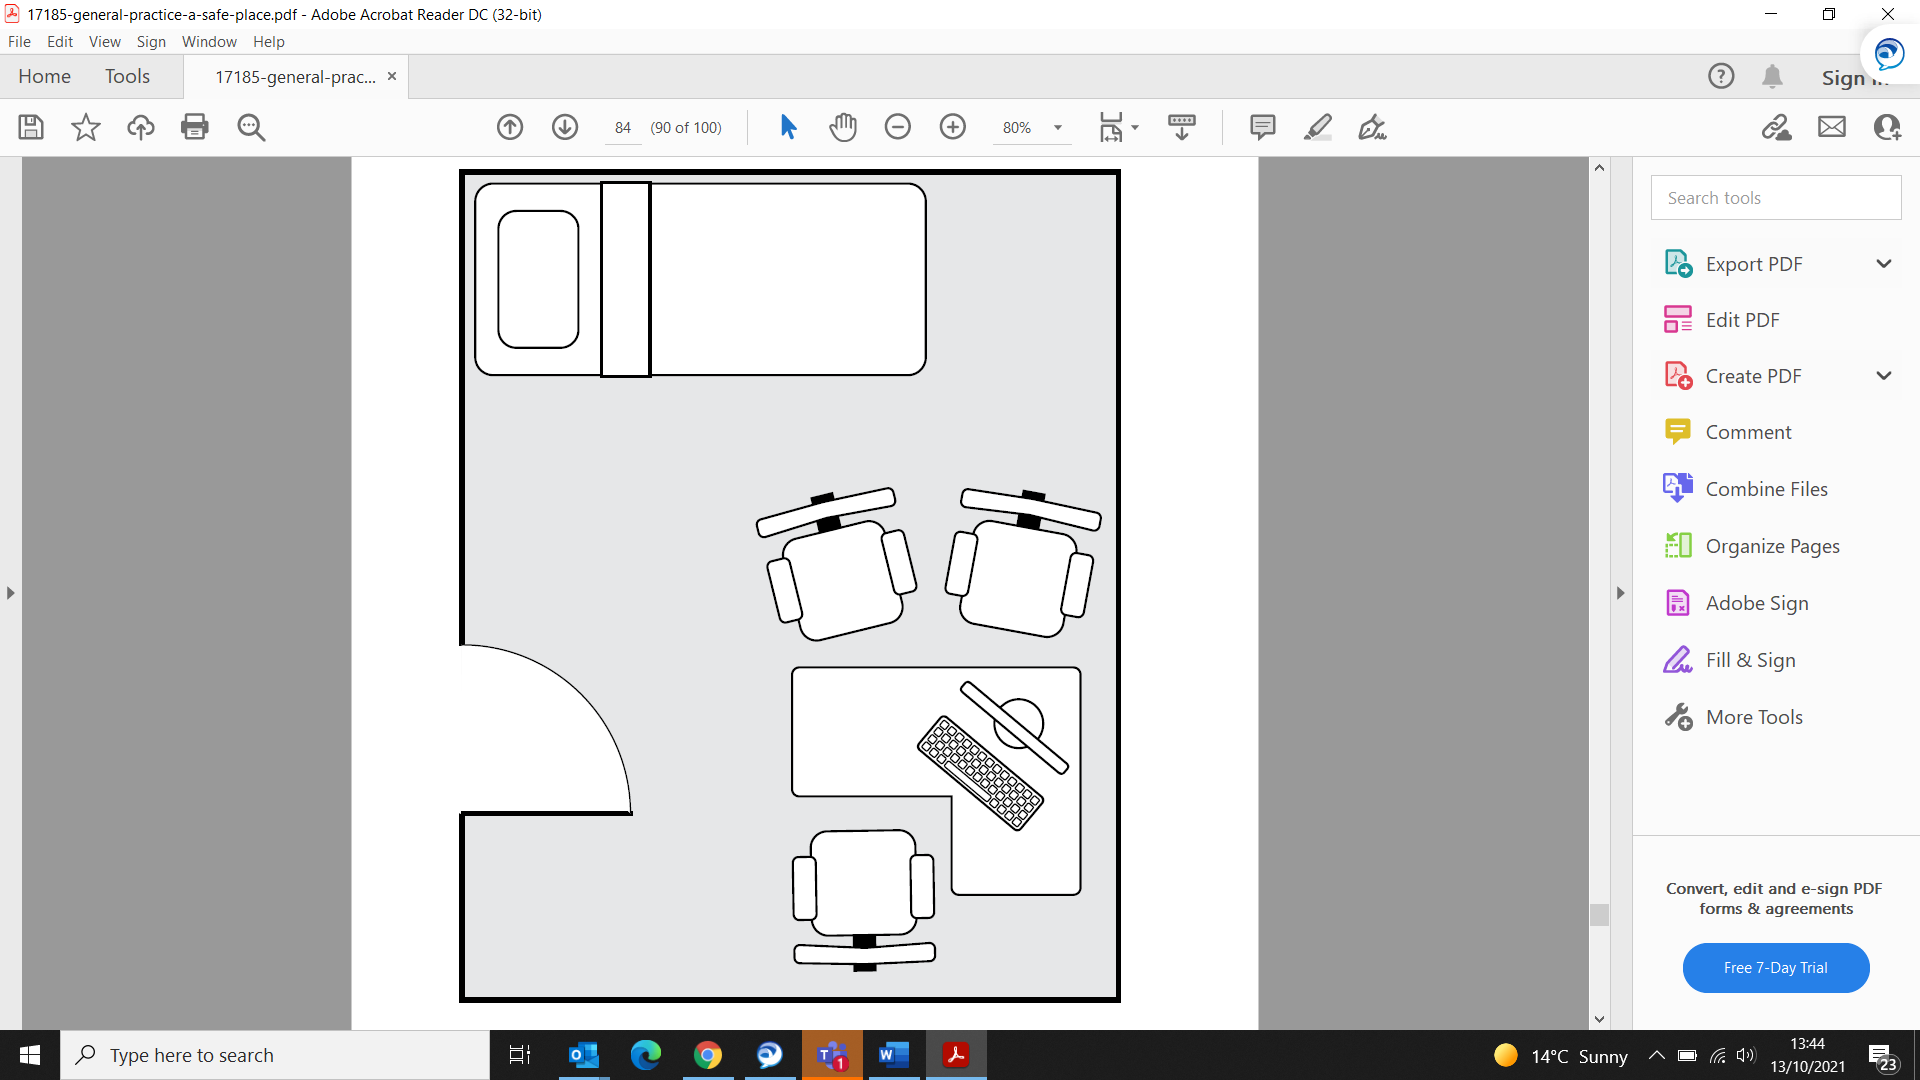 17185-general-practice-a-safe-place.pdf - Adobe Acrobat Reader DC (32-bit)
File Edit View Sign Window Help
Home Tools 17185-general-prac... ×
? Sign
84 (90 of 100) 80%
Search tools
Export PDF
Edit PDF
Create PDF
Comment
Combine Files
Organize Pages
Adobe Sign
Fill & Sign
More Tools
Convert, edit and e-sign PDF
forms & agreements
Free 7-Day Trial
Type here to search
1
14°C Sunny
13:44
13/10/2021
23